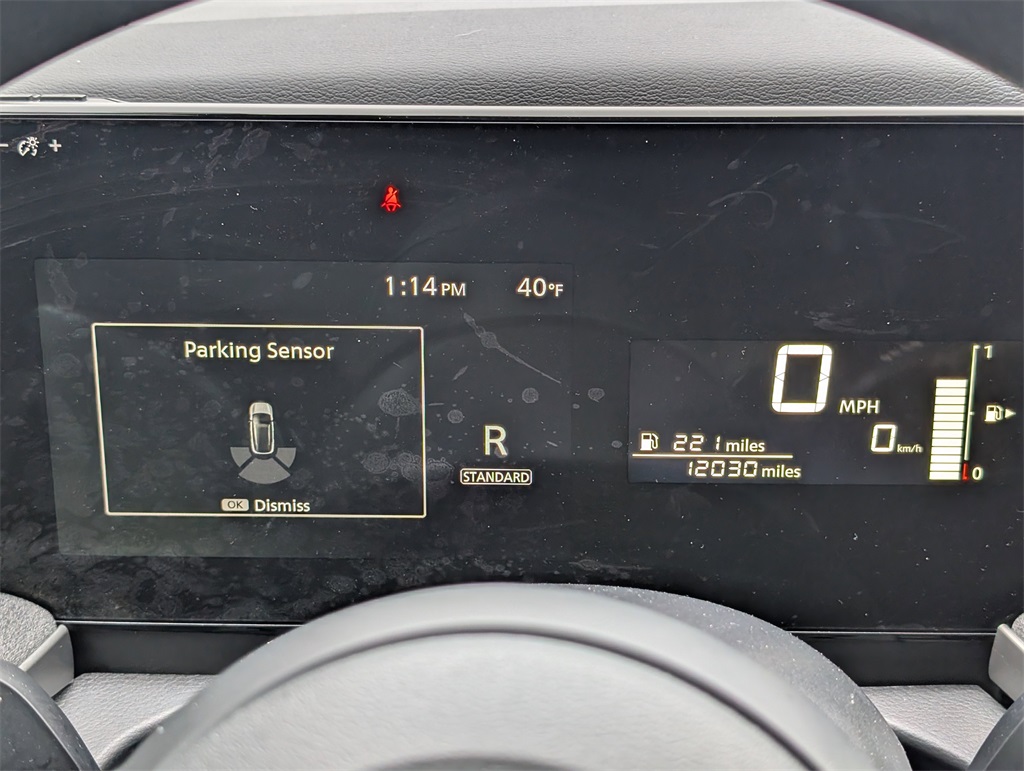 - +
1:14 PM 40°F
Parking Sensor
R
STANDARD
OK Dismiss
0 MPH
0 km/h
221 miles
12030 miles
1
0